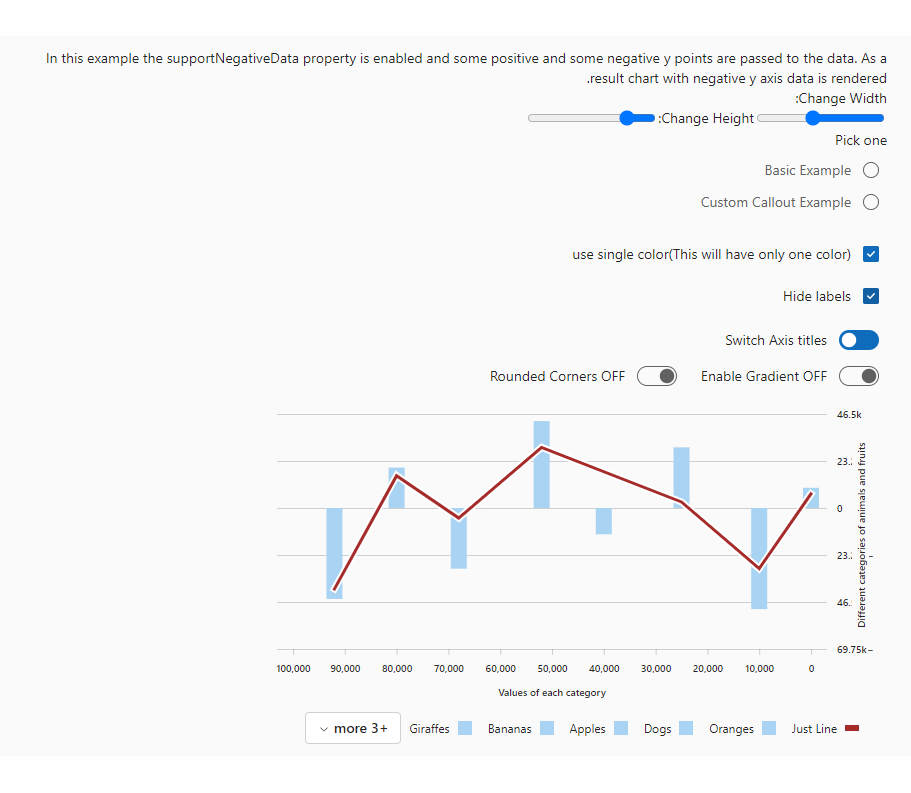 In this example the supportNegativeData property is enabled and some positive and some negative y points are passed to the data. As a
.result chart with negative y axis data is rendered
:Change Width
:Change Height
Pick one
Basic Example
Custom Callout Example
use single color(This will have only one color)
Hide labels
Switch Axis titles
Rounded Corners OFF Enable Gradient OFF
46.5k
23.:
0
23.: –
46.:
69.75k–
Different categories of animals and fruits
100,000 90,000 80,000 70,000 60,000 50,000 40,000 30,000 20,000 10,000 0
Values of each category
more 3+ Giraffes Bananas Apples Dogs Oranges Just Line